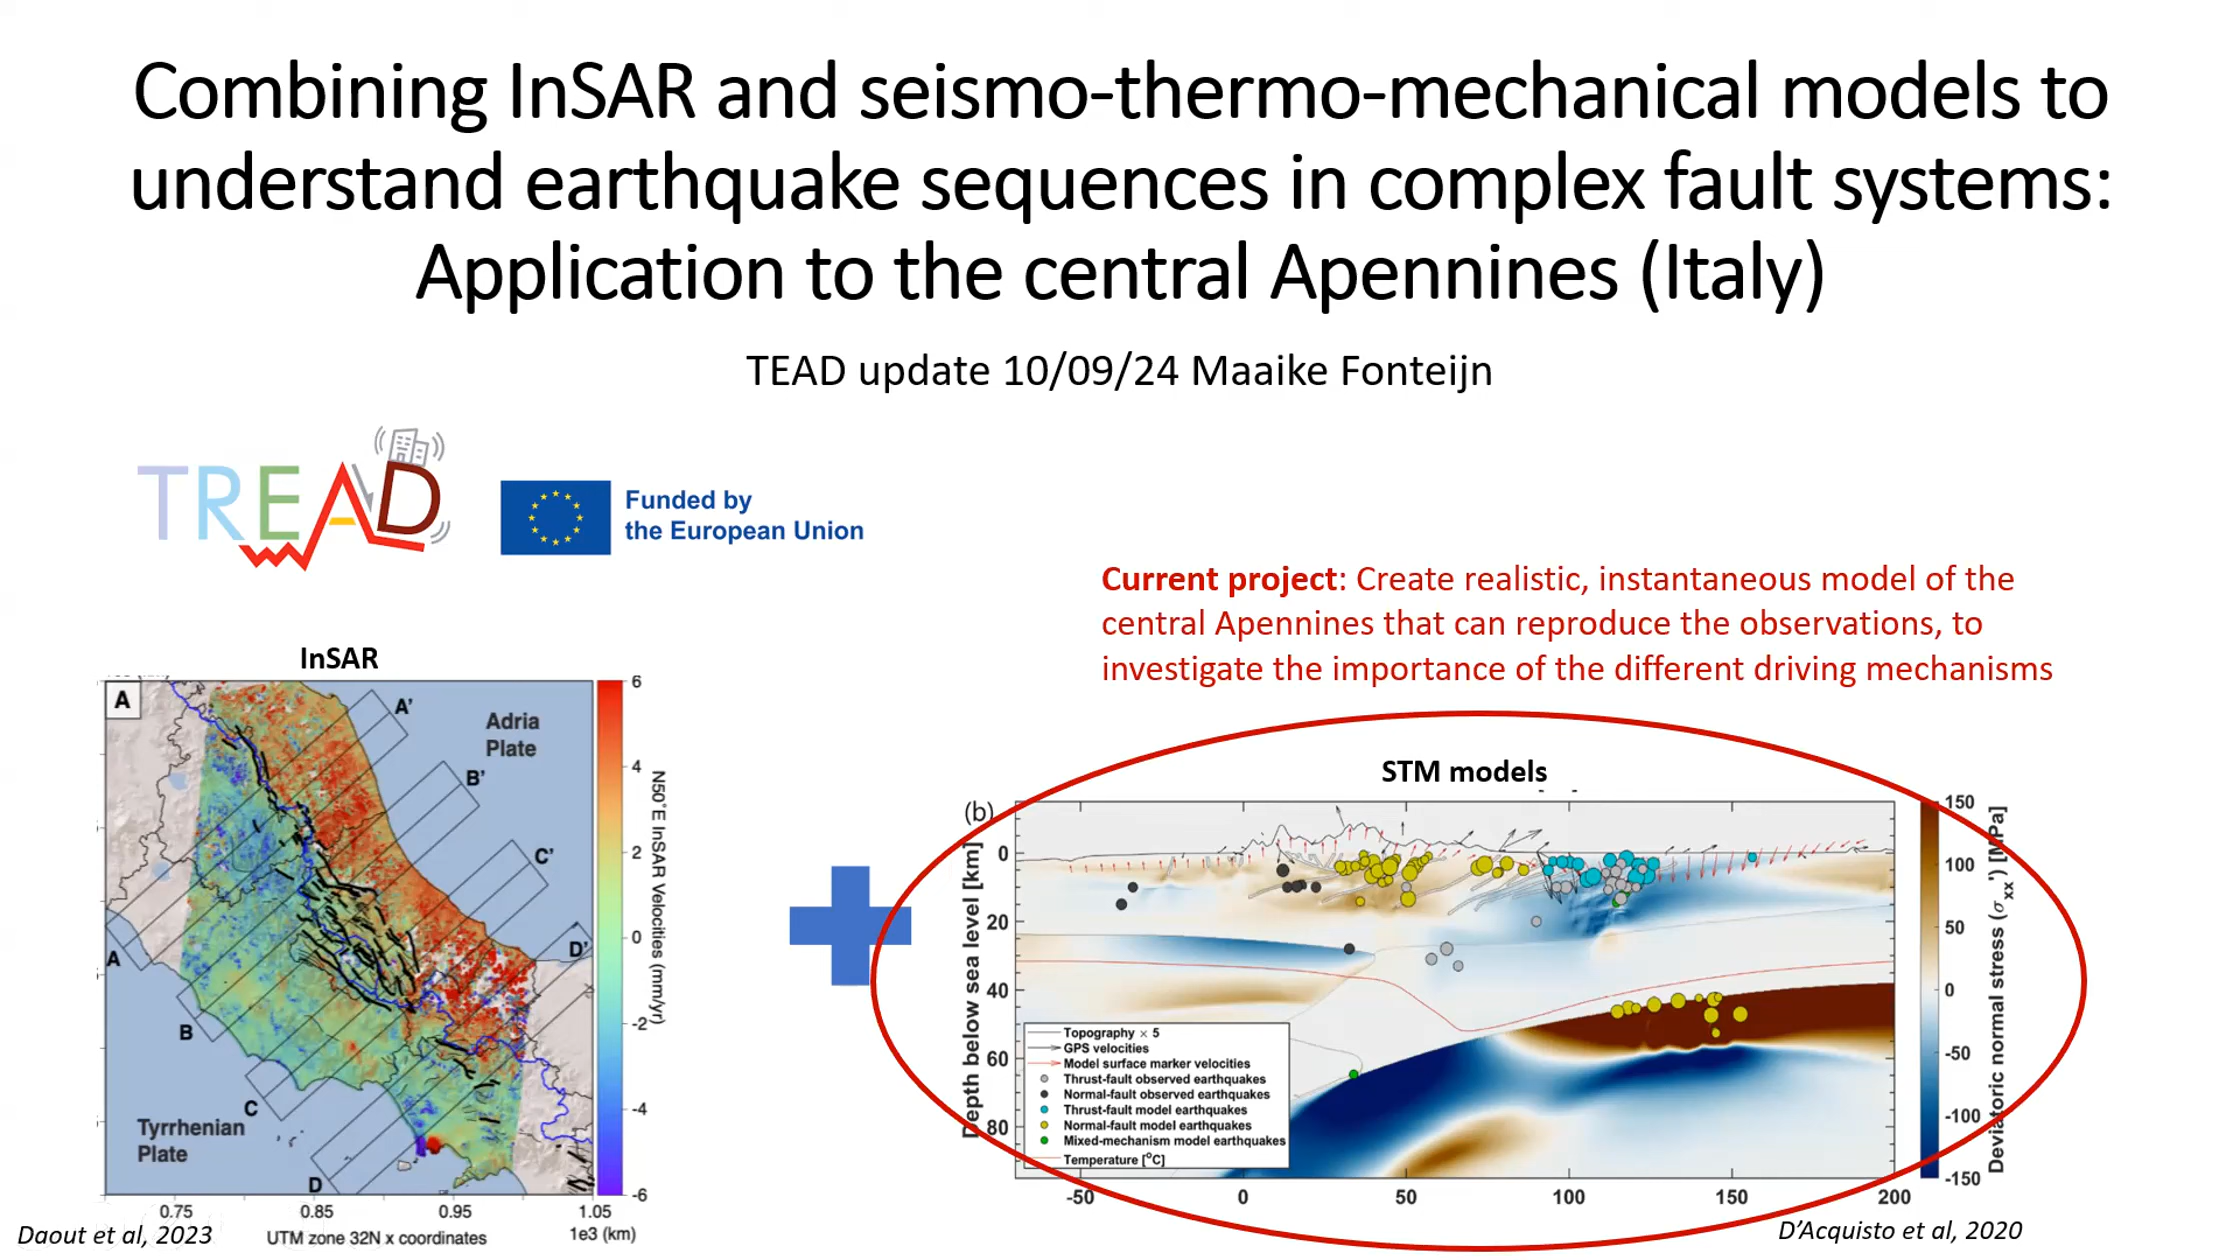 Combining InSAR and seismo-thermo-mechanical models to
understand earthquake sequences in complex fault systems:
Application to the central Apennines (Italy)
TEAD update 10/09/24 Maaike Fonteijn
TREAD
Funded by
the European Union
Current project: Create realistic, instantaneous model of the
central Apennines that can reproduce the observations, to
investigate the importance of the different driving mechanisms
InSAR
A
A'
Adria
Plate
B'
C'
D'
A
B
C
D
Tyrrhenian
Plate
6
4
2
0
-2
-4
-6
N50°E InSAR Velocities (mm/yr)
0.75
0.85
0.95
1.05
UTM zone 32N x coordinates
1e3 (km)
Daout et al, 2023
STM models
(b)
Depth below sea level [km]
0
20
40
60
80
Topography × 5
GPS velocities
Model surface marker velocities
Thrust-fault observed earthquakes
Normal-fault observed earthquakes
Thrust-fault model earthquakes
Normal-fault model earthquakes
Mixed-mechanism model earthquakes
Temperature [°C]
-50
0
50
100
150
200
150
100
50
0
-50
-100
-150
Deviatoric normal stress (σxx') [MPa]
D'Acquisto et al, 2020